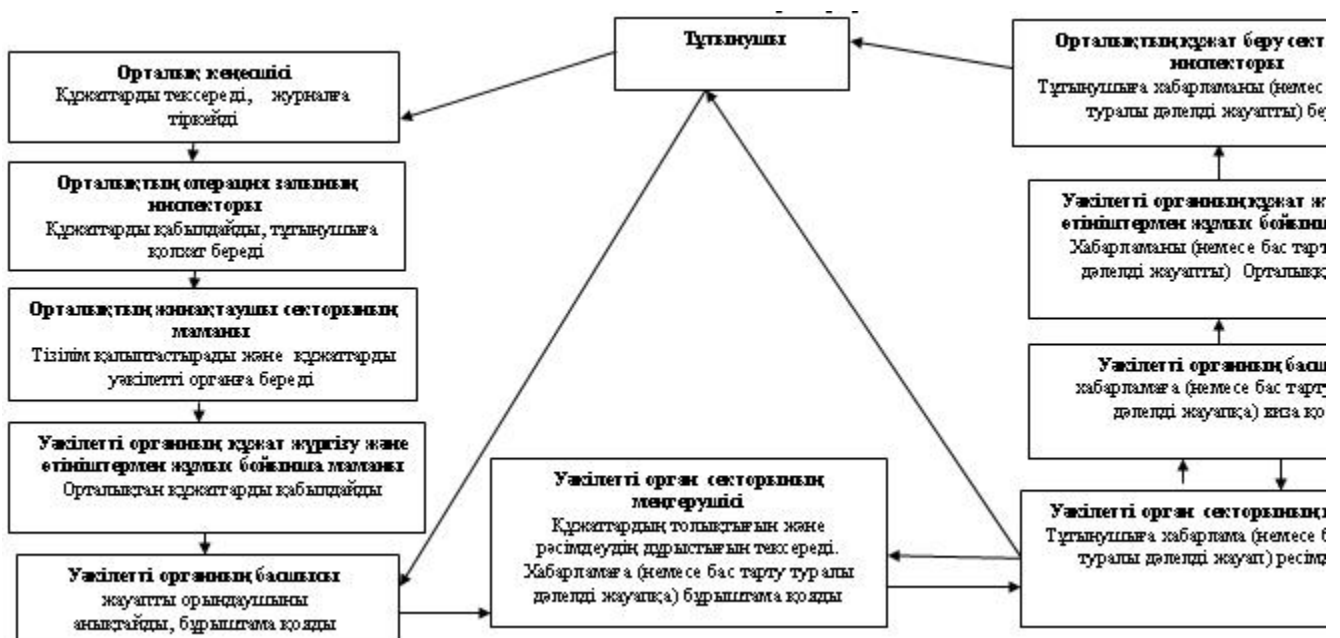 Тұтынушы
Орталық кеңесшісі
Құжаттарды тексереді, журналға
тіркейді
Орталықтың операция залының
инспекторы
Құжаттарды қабылдайды, тұтынушыға
қолхат береді
Орталықтың жинақтаушы секторының
маманы
Тізілім қалыптастырады және құжаттарды
уәкілетті органға береді
Уәкілетті органның құжат жүргізу және
өтініштермен жұмыс бойынша маманы
Орталықтан құжаттарды қабылдайды
Уәкілетті органның басшысы
жауапты орындаушыны
анықтайды, бұрыштама қояды
Уәкілетті орган секторының
меңгерушісі
Құжаттардың толықтығын және
рәсімдеудің дұрыстығын тексереді.
Хабарламаға (немесе бас тарту туралы
дәлелді жауапқа) бұрыштама қояды
Орталықтың құжат беру сект
инспекторы
Тұтынушыға хабарламаны (немес
туралы дәлелді жауапты) бе
Уәкілетті органның құжат ж
өтініштермен жұмыс бойынш
Хабарламаны (немесе бас тарт
дәлелді жауапты) Орталықк
Уәкілетті органның басш
хабарламаға (немесе бас тарту
дәлелді жауапқа) виза қо
Уәкілетті орган секторының
Тұтынушыға хабарлама (немесе б
туралы дәлелді жауап) ресімд